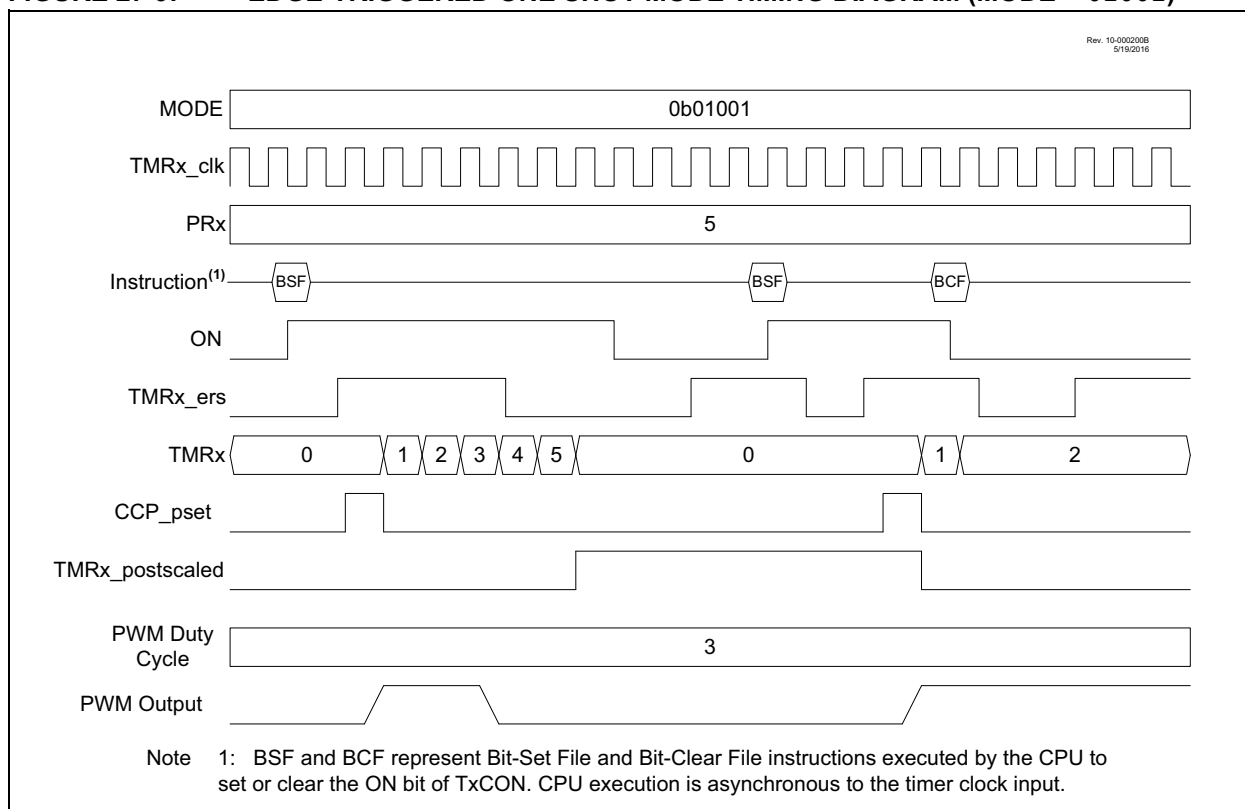 FIGURE 27-9: EDGE TRIGGERED ONE-SHOT MODE TIMING DIAGRAM (MODE = 01001)
Rev. 10-000200B
5/19/2016
MODE 0b01001
TMRx_clk
PRx 5
Instruction(1) BSF BSF BCF
ON
TMRx_ers
TMRx 0 1 2 3 4 5 0 1 2
CCP_pset
TMRx_postscaled
PWM Duty
Cycle 3
PWM Output
Note 1: BSF and BCF represent Bit-Set File and Bit-Clear File instructions executed by the CPU to
set or clear the ON bit of TxCON. CPU execution is asynchronous to the timer clock input.